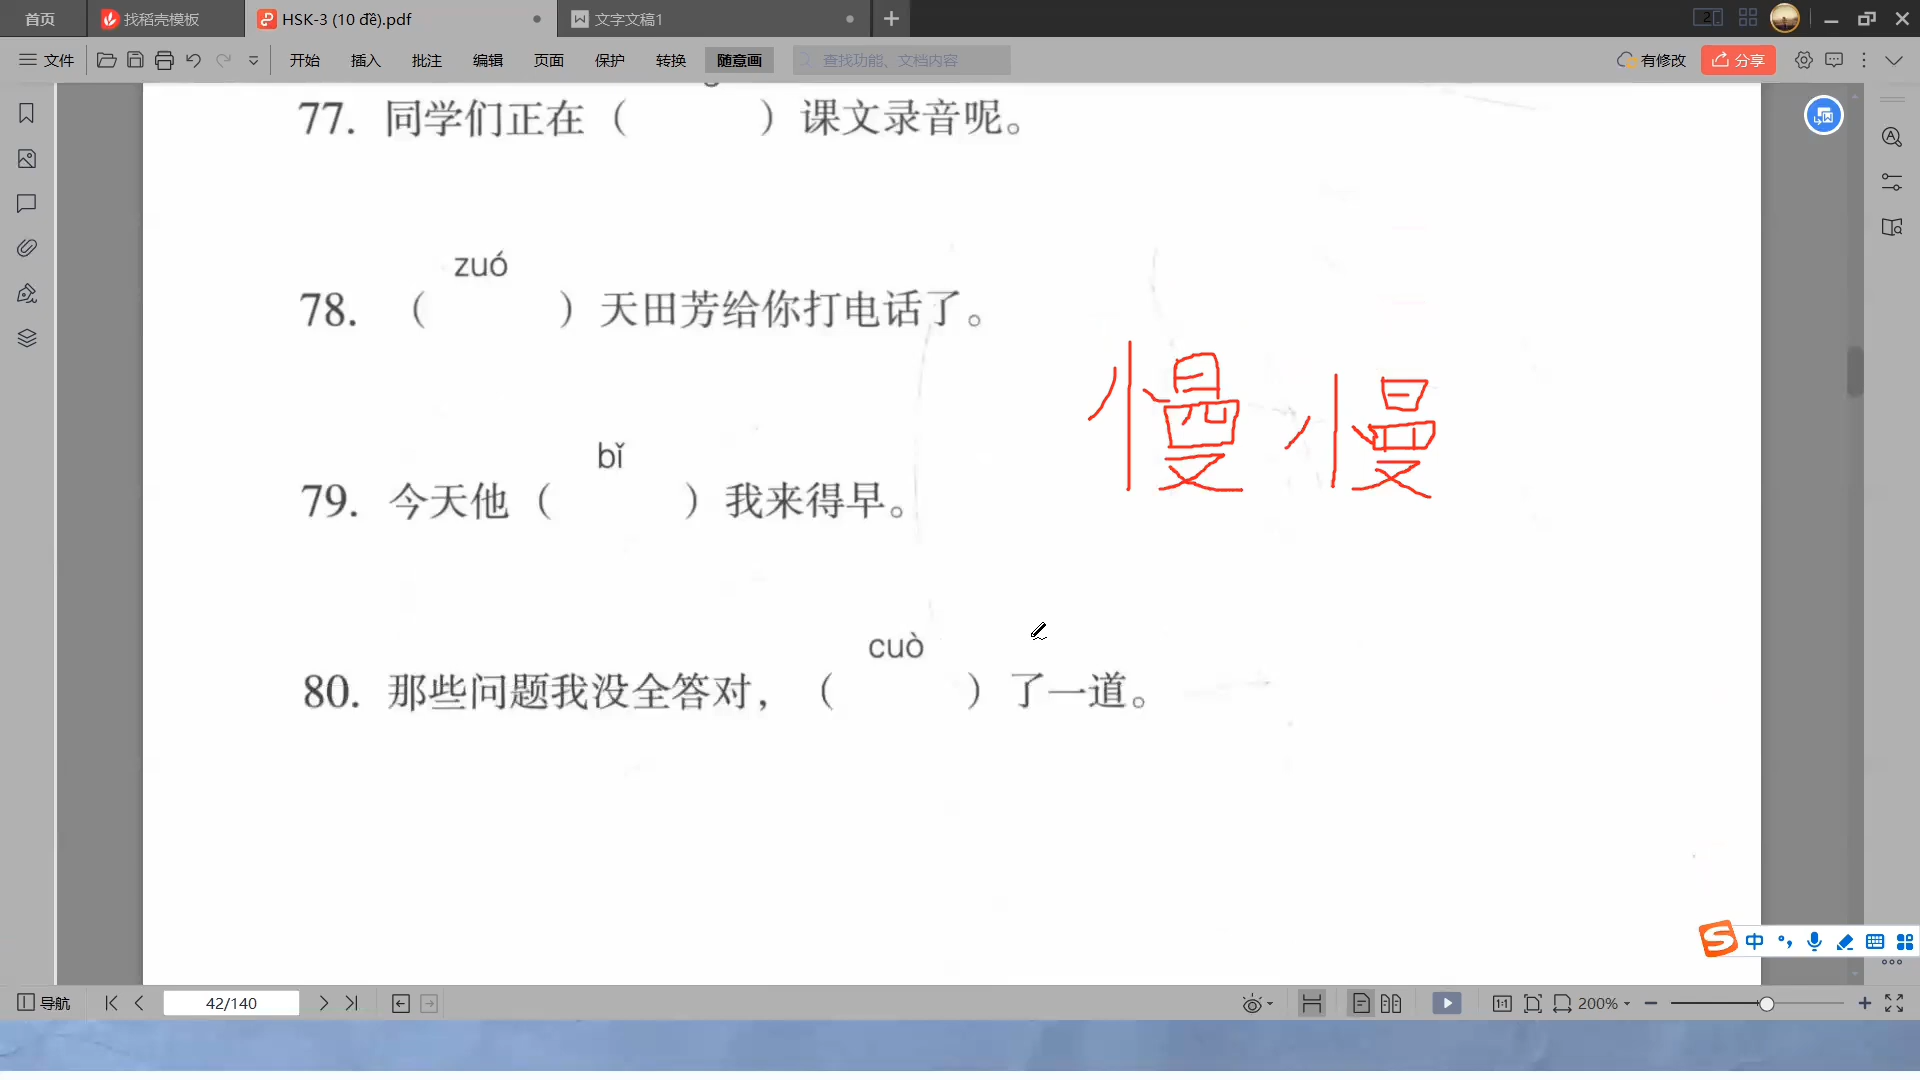 首页 找稻壳模板 HSK-3 (10 đề).pdf 文字文稿1
文件 开始 插入 批注 编辑 页面 保护 转换 随意画 查找功能、文档内容 有修改 分享
77. 同学们正在（ ）课文录音呢。
zuó
78. （ ）天田芳给你打电话了。
慢 慢
bǐ
79. 今天他（ ）我来得早。
cuò
80. 那些问题我没全答对，（ ）了一道。
中
导航 42/140 1:1 200%